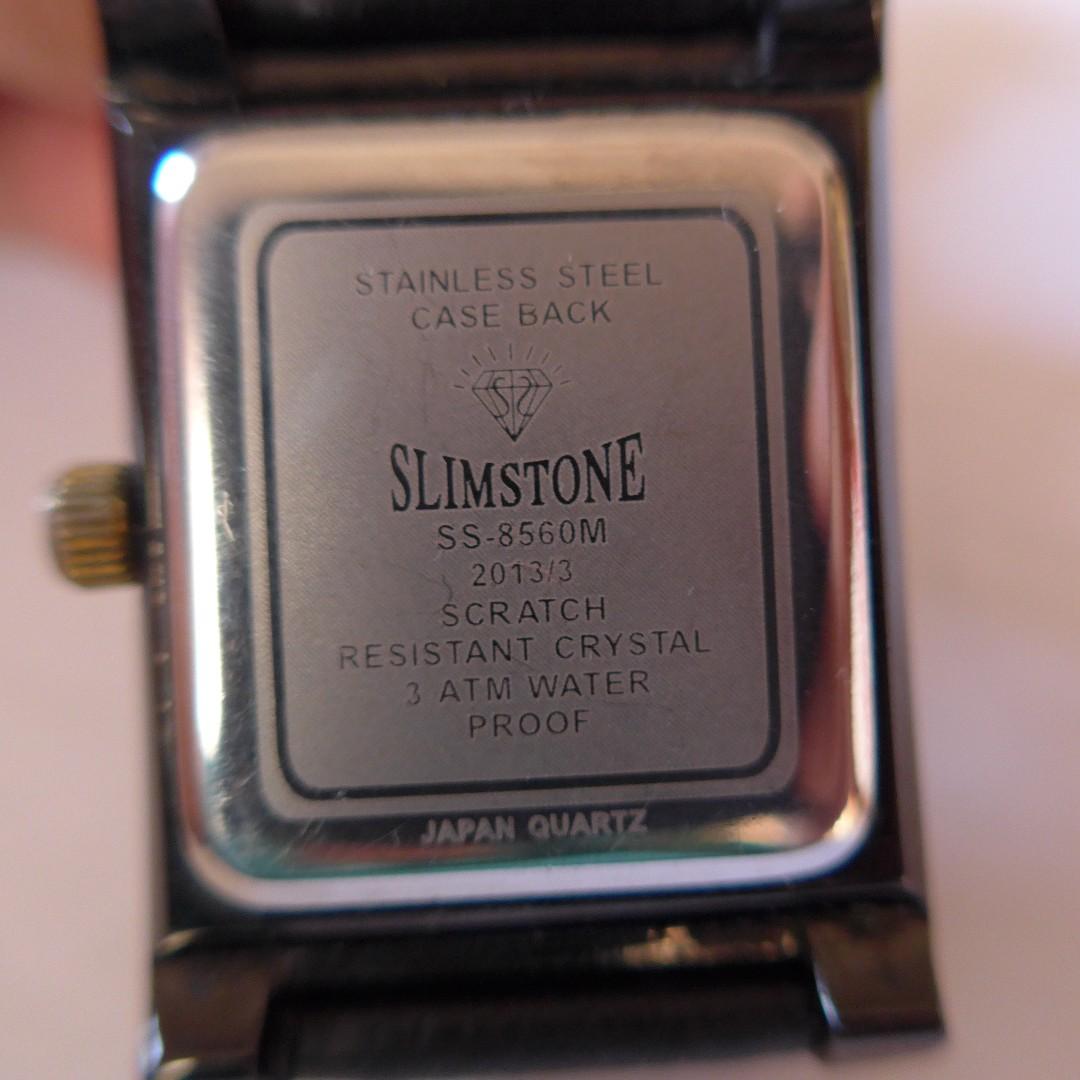 STAINLESS STEEL
CASE BACK
SLIMSTONE
SS-8560M
2013/3
SCRATCH
RESISTANT CRYSTAL
3 ATM WATER
PROOF
JAPAN QUARTZ